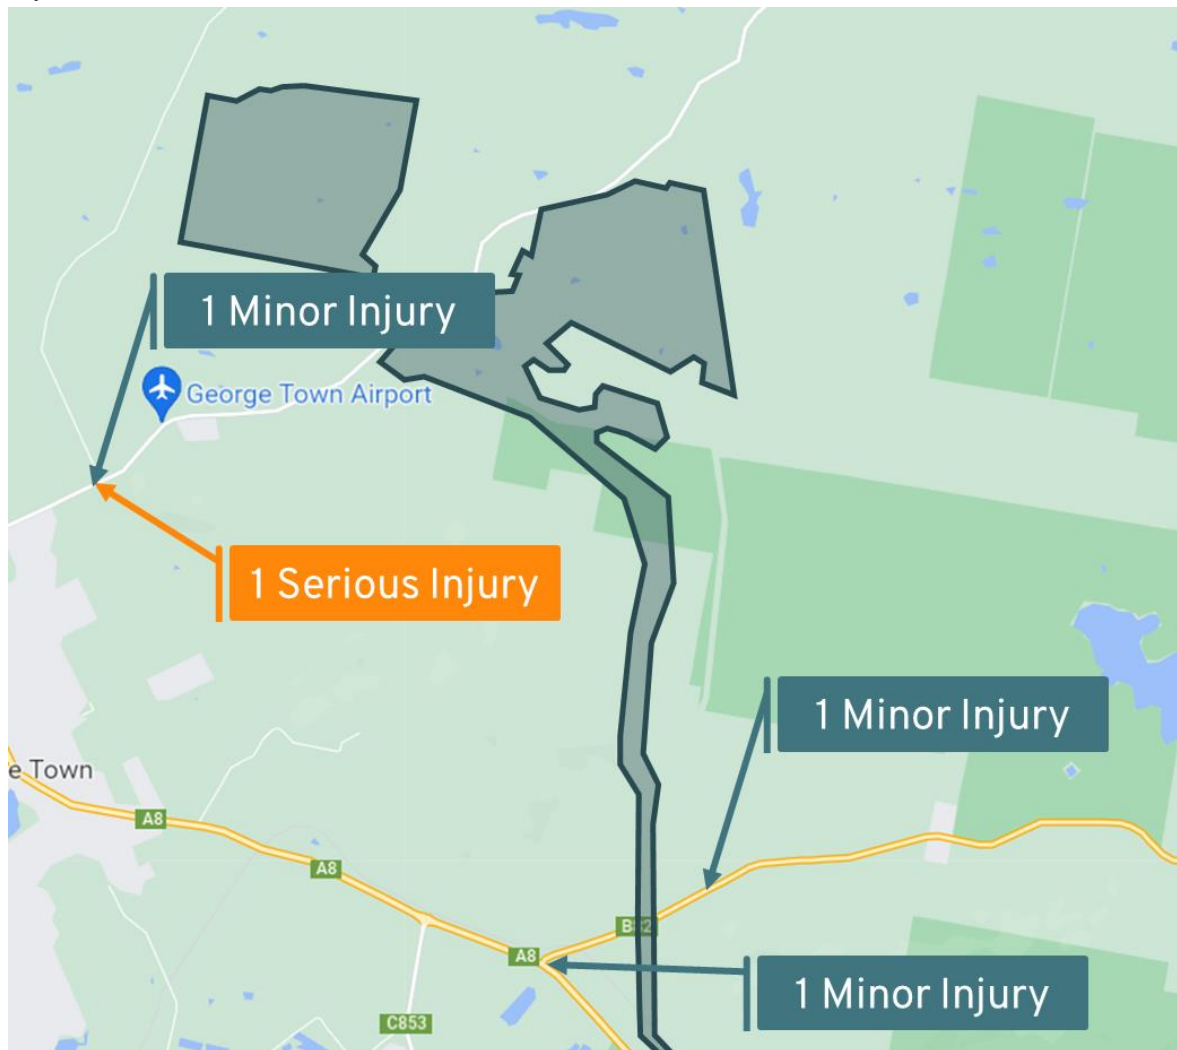 1 Minor Injury
George Town Airport
1 Serious Injury
1 Minor Injury
e Town
A8
A8
B82
A8
1 Minor Injury
C853